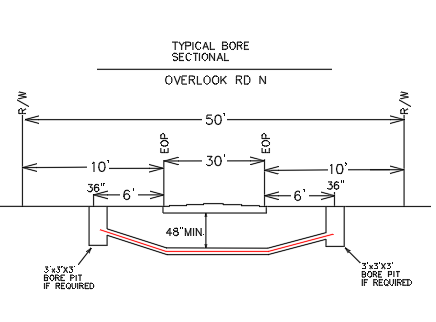 TYPICAL BORE
SECTIONAL
OVERLOOK RD N
R/W
R/W
50'
EOP
EOP
30'
10'
10'
36"
6'
6'
36"
48"MIN.
3'x3'X3'
BORE PIT
IF REQUIRED
3'x3'X3'
BORE PIT
IF REQUIRED